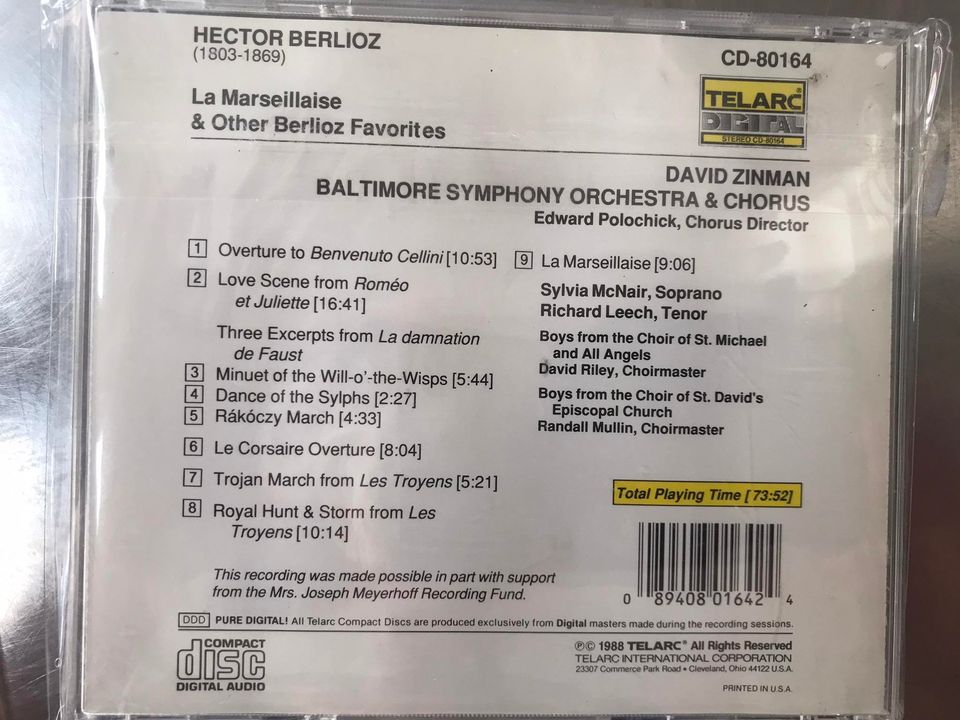 HECTOR BERLIOZ
(1803-1869)
CD-80164
La Marseillaise
& Other Berlioz Favorites
TELARC®
DIGITAL
STEREO CD-80164
DAVID ZINMAN
BALTIMORE SYMPHONY ORCHESTRA & CHORUS
Edward Polochick, Chorus Director
1 Overture to Benvenuto Cellini [10:53]
2 Love Scene from Roméo
et Juliette [16:41]
Three Excerpts from La damnation
de Faust
3 Minuet of the Will-o'-the-Wisps [5:44]
4 Dance of the Sylphs [2:27]
5 Rákóczy March [4:33]
6 Le Corsaire Overture [8:04]
7 Trojan March from Les Troyens [5:21]
8 Royal Hunt & Storm from Les
Troyens [10:14]
9 La Marseillaise [9:06]
Sylvia McNair, Soprano
Richard Leech, Tenor
Boys from the Choir of St. Michael
and All Angels
David Riley, Choirmaster
Boys from the Choir of St. David's
Episcopal Church
Randall Mullin, Choirmaster
Total Playing Time [73:52]
This recording was made possible in part with support
from the Mrs. Joseph Meyerhoff Recording Fund.
0 89408 01642 4
DDD PURE DIGITAL! All Telarc Compact Discs are produced exclusively from Digital masters made during the recording sessions.
COMPACT
disc
DIGITAL AUDIO
℗© 1988 TELARC® All Rights Reserved
TELARC INTERNATIONAL CORPORATION
23307 Commerce Park Road • Cleveland, Ohio 44122 U.S.A.
PRINTED IN U.S.A.